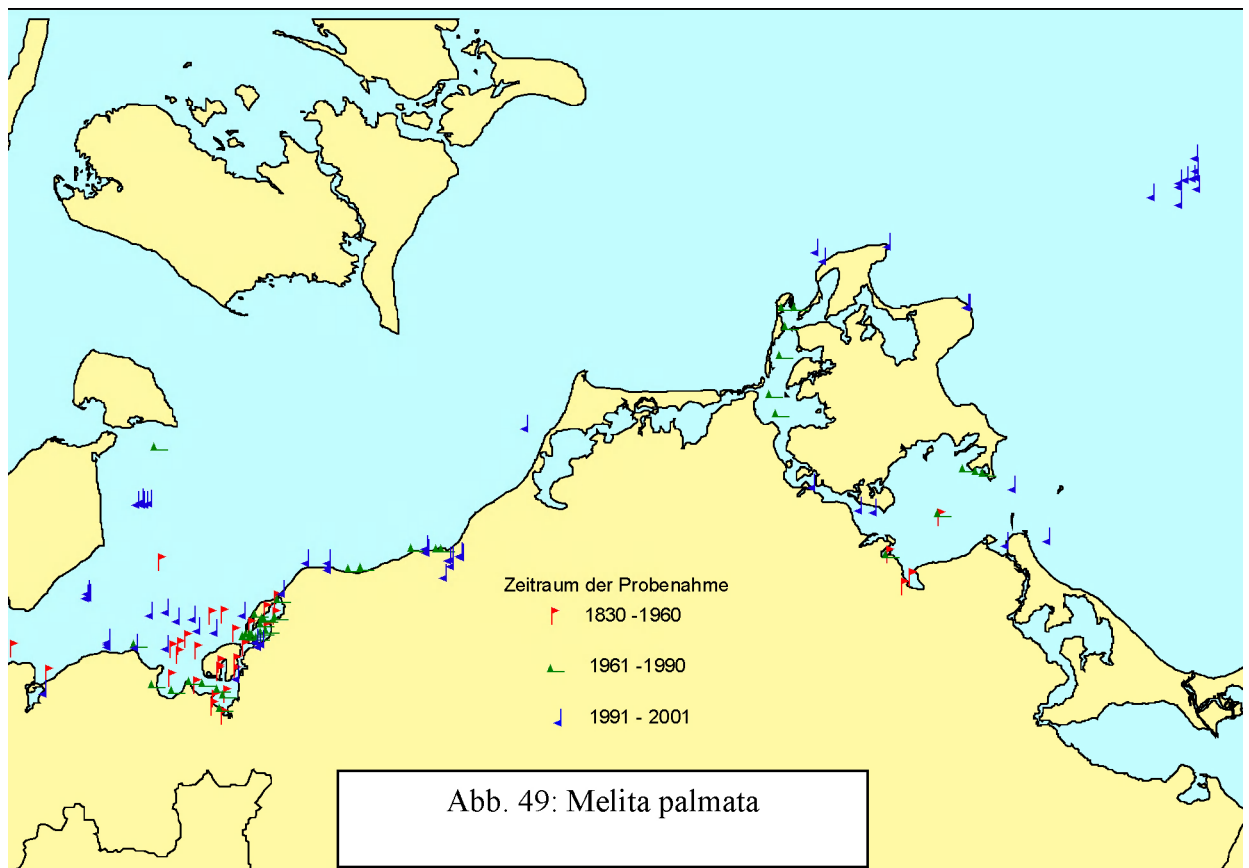 Zeitraum der Probenahme
1830 -1960
1961 -1990
1991 - 2001
Abb. 49: Melita palmata